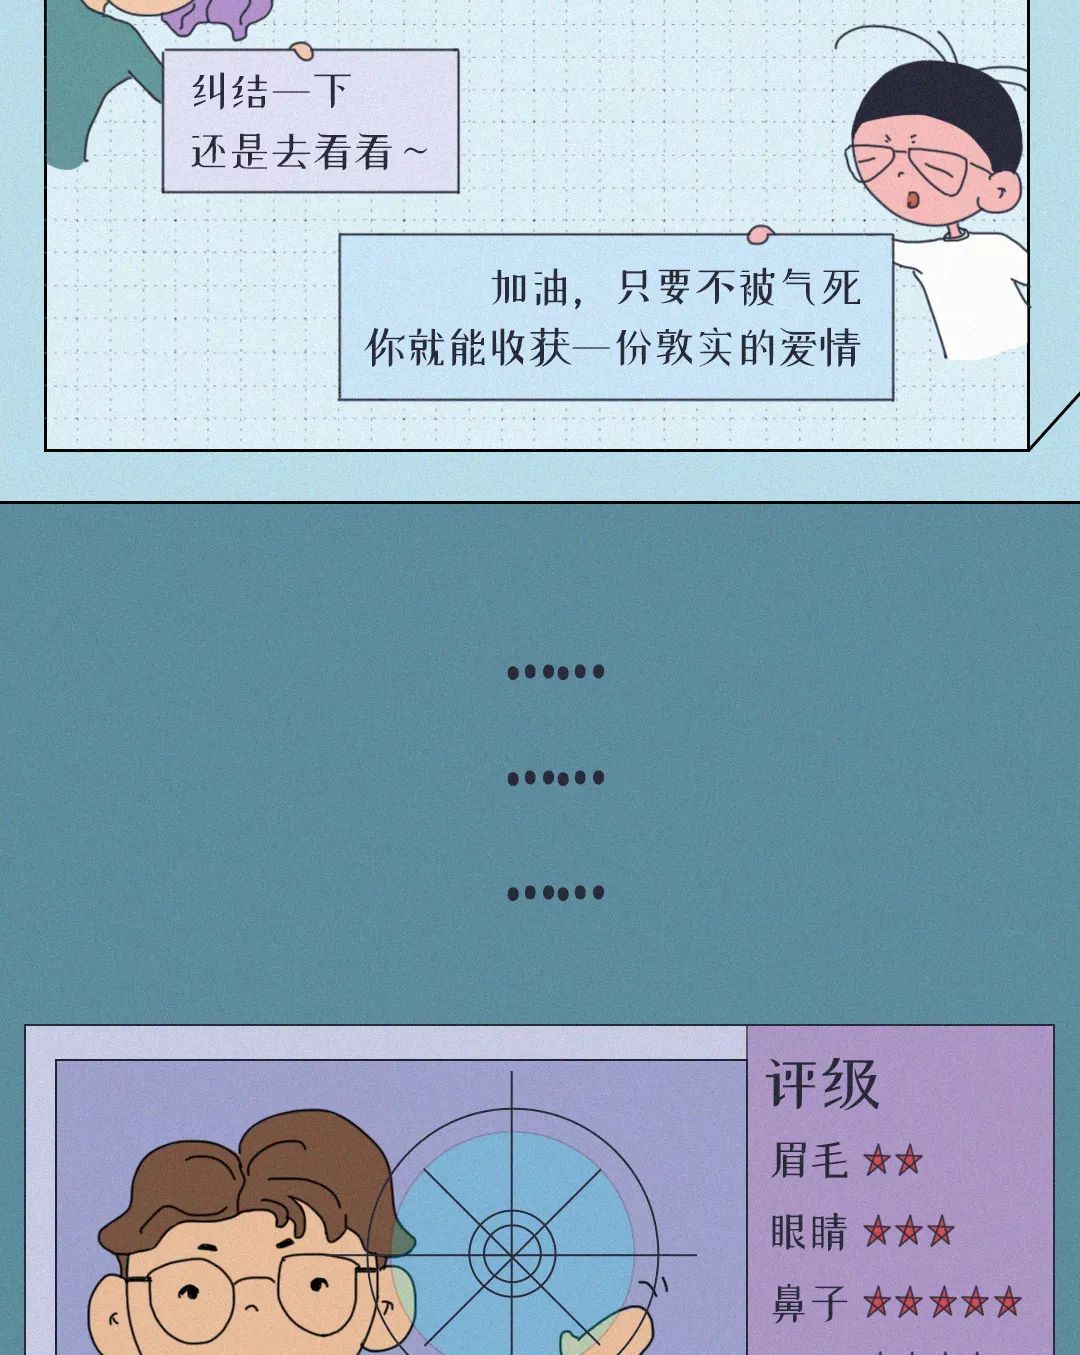 纠结一下
还是去看看~
加油，只要不被气死
你就能收获一份敦实的爱情
……
……
……
评级
眉毛 ★★
眼睛 ★★★
鼻子 ★★★★★